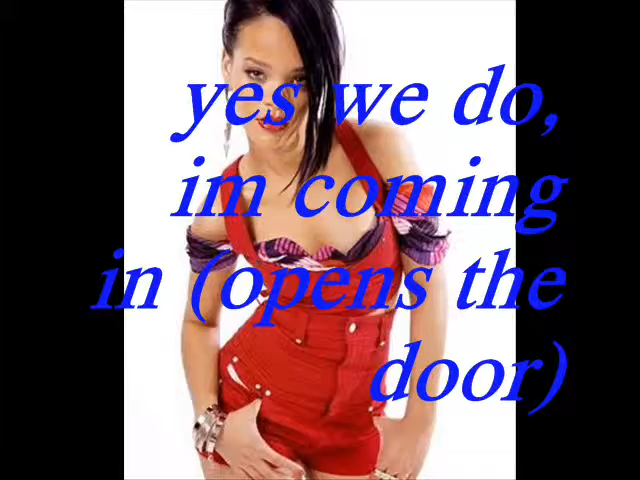 yes we do,
im coming
in (opens the
door)